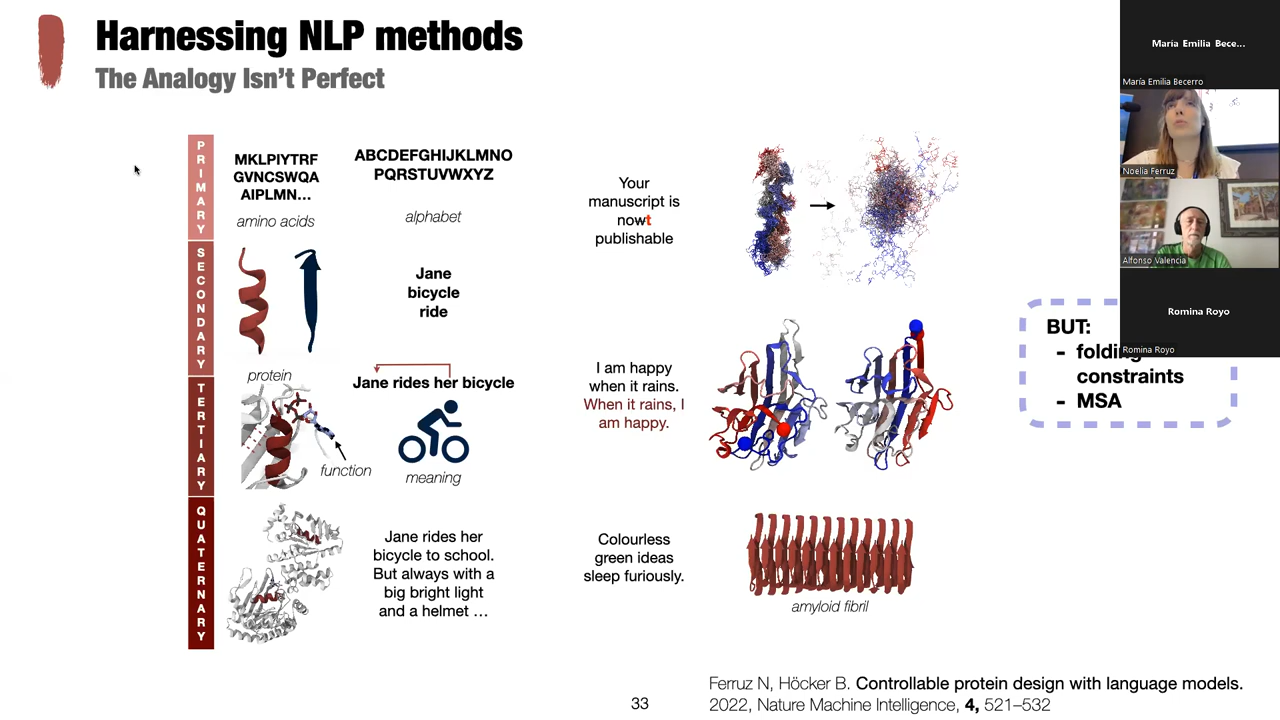 Harnessing NLP methods
The Analogy Isn't Perfect
PRIMARY
MKLPIYTRF
GVNCSWQA
AIPLMN...
amino acids
ABCDEFGHIJKLMNO
PQRSTUVWXYZ
alphabet
Your
manuscript is
nowt
publishable
SECONDARY
Jane
bicycle
ride
TERTIARY
protein
function
Jane rides her bicycle
meaning
I am happy
when it rains.
When it rains, I
am happy.
QUATERNARY
Jane rides her
bicycle to school.
But always with a
big bright light
and a helmet ...
Colourless
green ideas
sleep furiously.
amyloid fibril
BUT:
- folding
constraints
- MSA
María Emilia Bece...
María Emilia Becerro
Noelia Ferruz
Alfonso Valencia
Romina Royo
Romina Royo
33
Ferruz N, Höcker B. Controllable protein design with language models.
2022, Nature Machine Intelligence, 4, 521–532